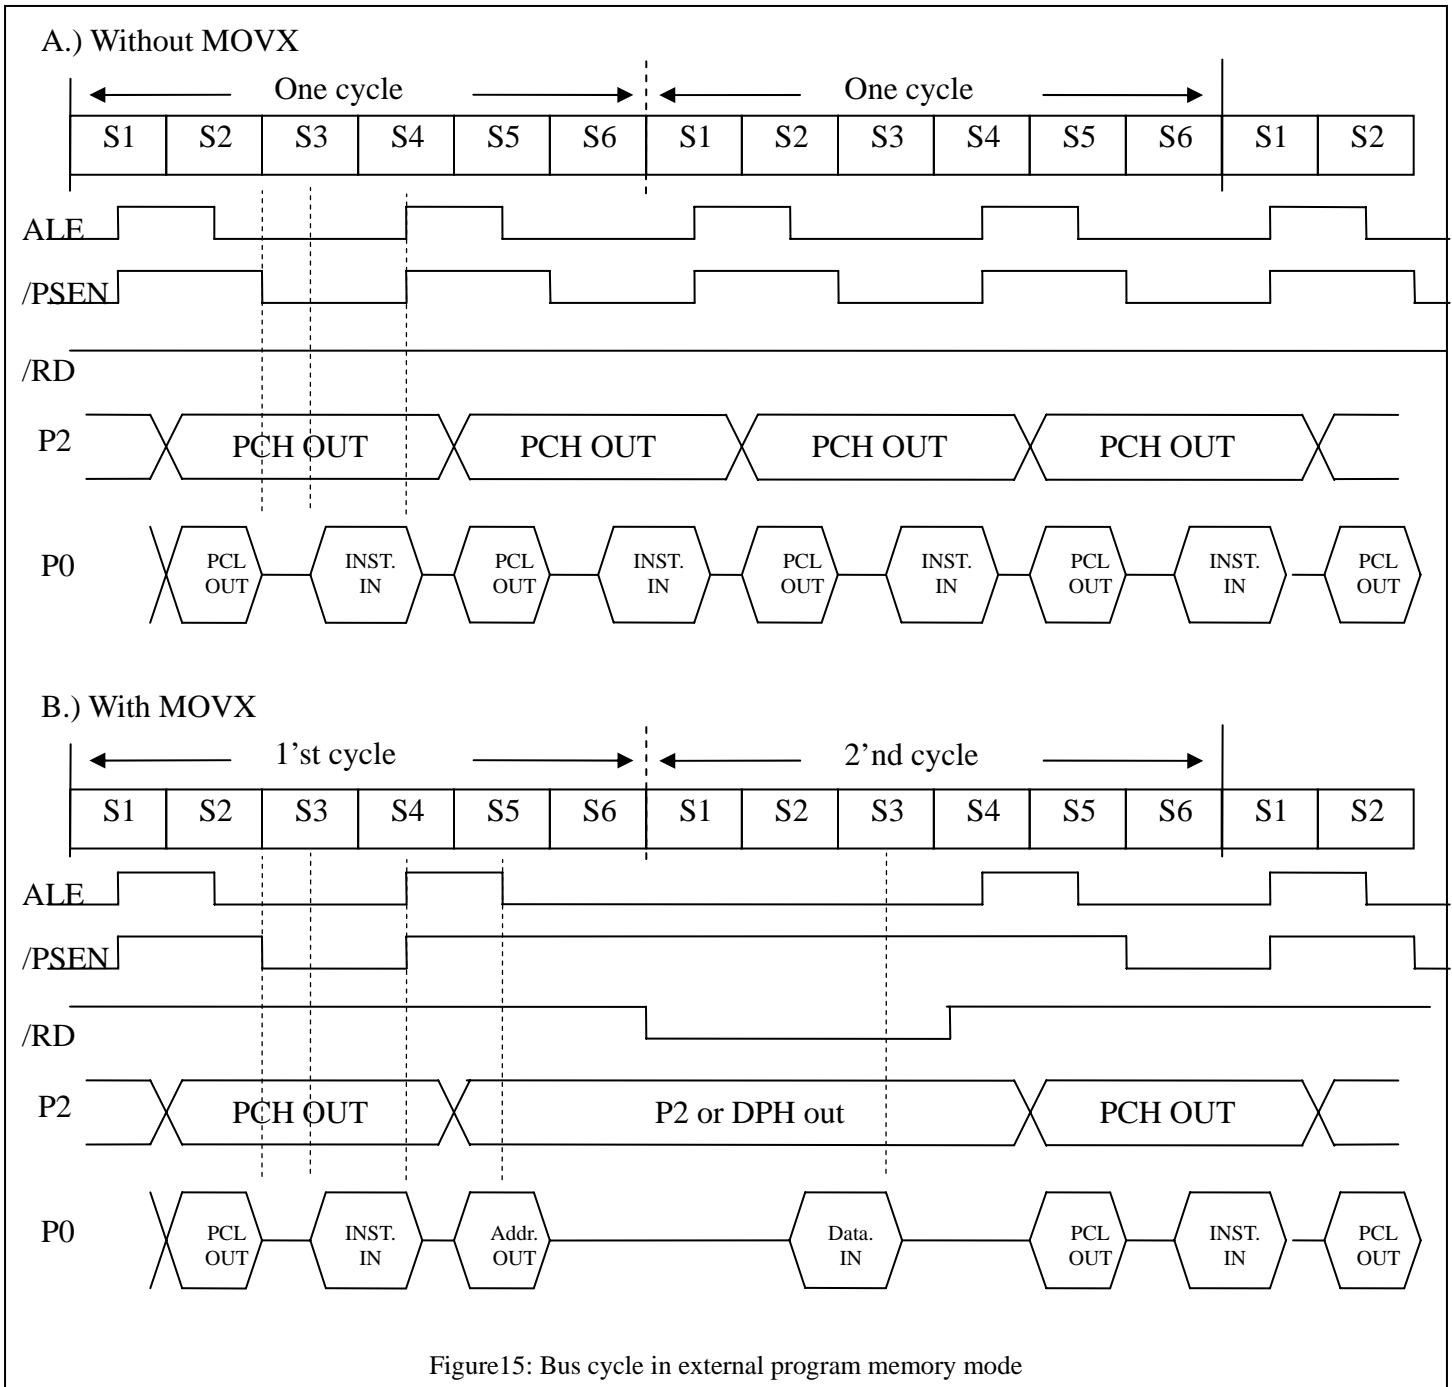 A.) Without MOVX
One cycle One cycle
S1 S2 S3 S4 S5 S6 S1 S2 S3 S4 S5 S6 S1 S2
ALE
/PSEN
/RD
P2 PCH OUT PCH OUT PCH OUT PCH OUT
P0 PCL OUT INST. IN PCL OUT INST. IN PCL OUT INST. IN PCL OUT INST. IN PCL OUT
B.) With MOVX
1’st cycle 2’nd cycle
S1 S2 S3 S4 S5 S6 S1 S2 S3 S4 S5 S6 S1 S2
ALE
/PSEN
/RD
P2 PCH OUT P2 or DPH out PCH OUT
P0 PCL OUT INST. IN Addr. OUT Data. IN PCL OUT INST. IN PCL OUT
Figure15: Bus cycle in external program memory mode